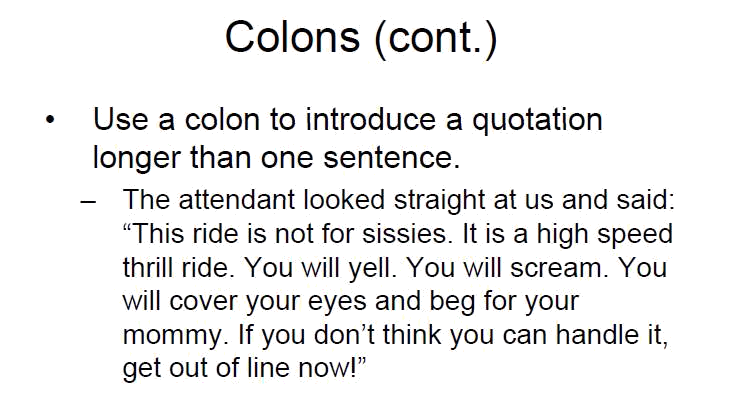 Colons (cont.)
• Use a colon to introduce a quotation
longer than one sentence.
– The attendant looked straight at us and said:
“This ride is not for sissies. It is a high speed
thrill ride. You will yell. You will scream. You
will cover your eyes and beg for your
mommy. If you don’t think you can handle it,
get out of line now!”